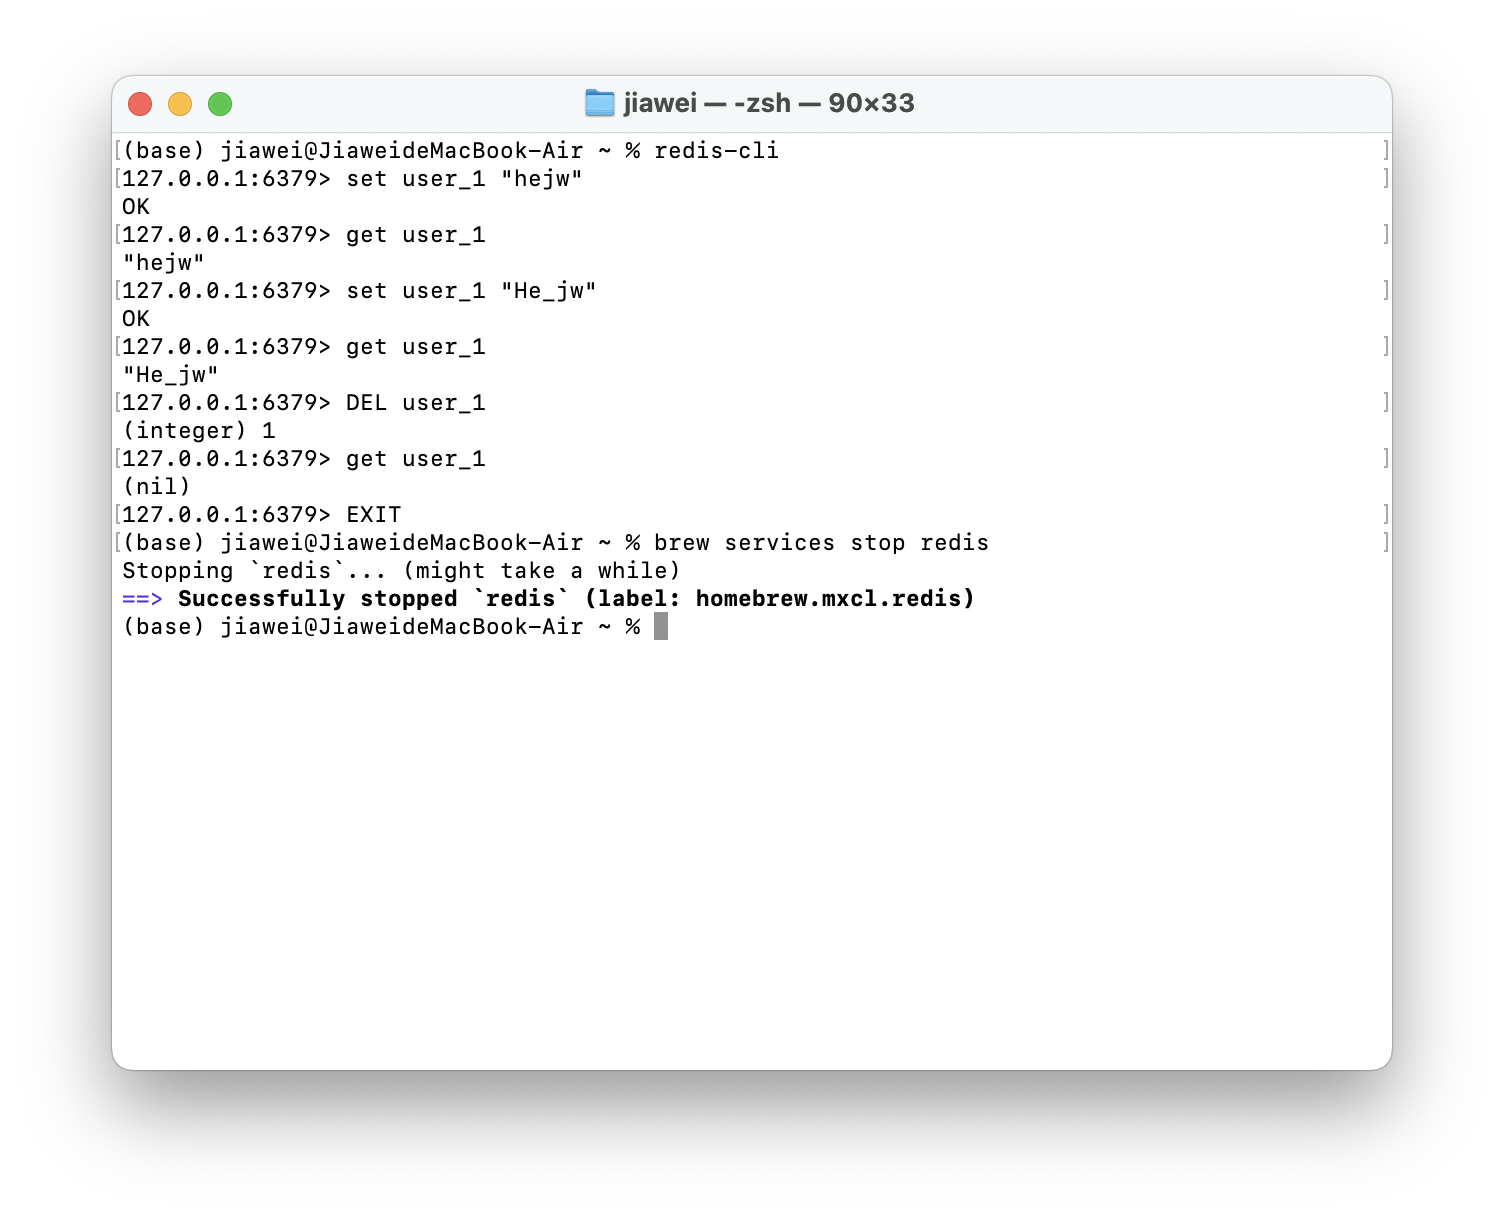 jiawei — -zsh — 90×33
(base) jiawei@JiaweideMacBook-Air ~ % redis-cli
127.0.0.1:6379> set user_1 "hejw"
OK
127.0.0.1:6379> get user_1
"hejw"
127.0.0.1:6379> set user_1 "He_jw"
OK
127.0.0.1:6379> get user_1
"He_jw"
127.0.0.1:6379> DEL user_1
(integer) 1
127.0.0.1:6379> get user_1
(nil)
127.0.0.1:6379> EXIT
(base) jiawei@JiaweideMacBook-Air ~ % brew services stop redis
Stopping `redis`... (might take a while)
==> Successfully stopped `redis` (label: homebrew.mxcl.redis)
(base) jiawei@JiaweideMacBook-Air ~ %